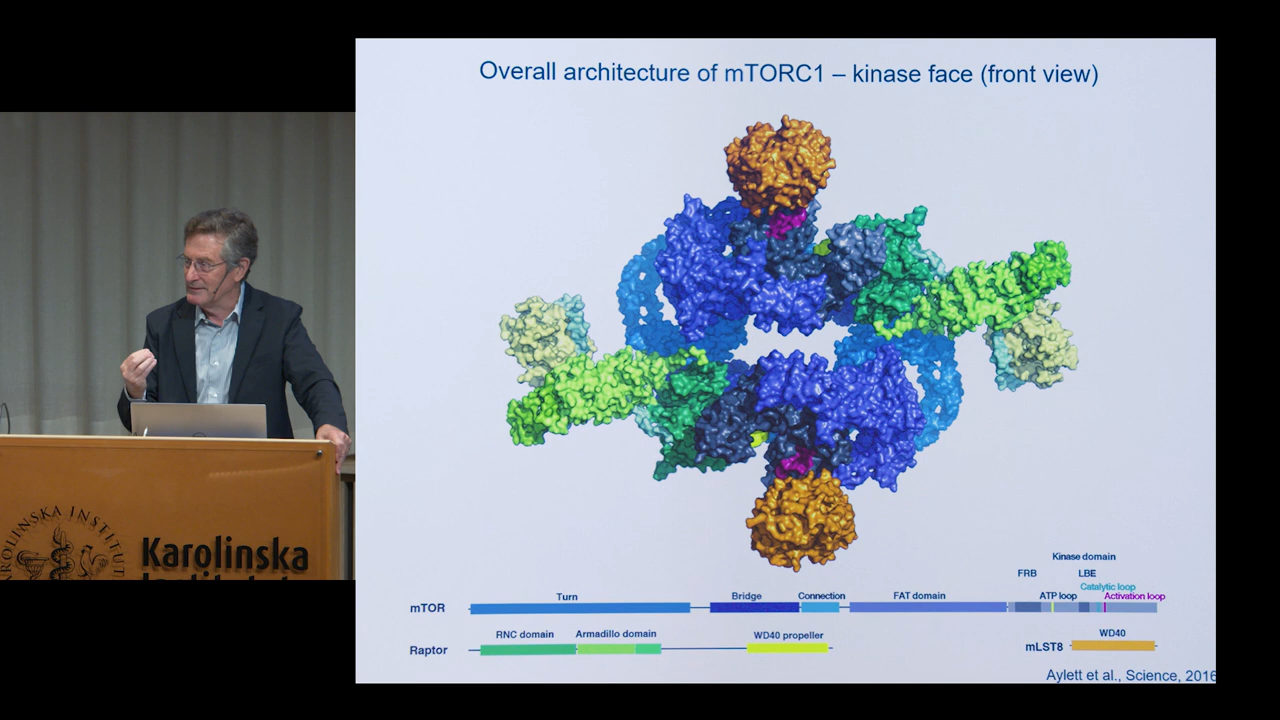 Overall architecture of mTORC1 – kinase face (front view)
Kinase domain
FRB LBE
Catalytic loop
Turn Bridge Connection FAT domain ATP loop Activation loop
mTOR
RNC domain Armadillo domain WD40 propeller WD40
Raptor mLST8
Aylett et al., Science, 2016
Karolinska